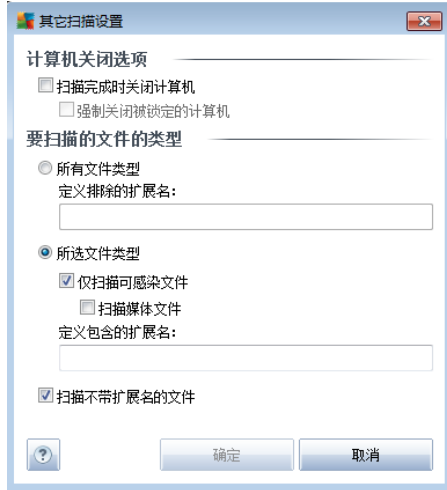 其它扫描设置
计算机关闭选项
扫描完成时关闭计算机
强制关闭被锁定的计算机
要扫描的文件的类型
所有文件类型
定义排除的扩展名：
所选文件类型
仅扫描可感染文件
扫描媒体文件
定义包含的扩展名：
扫描不带扩展名的文件
? 确定 取消